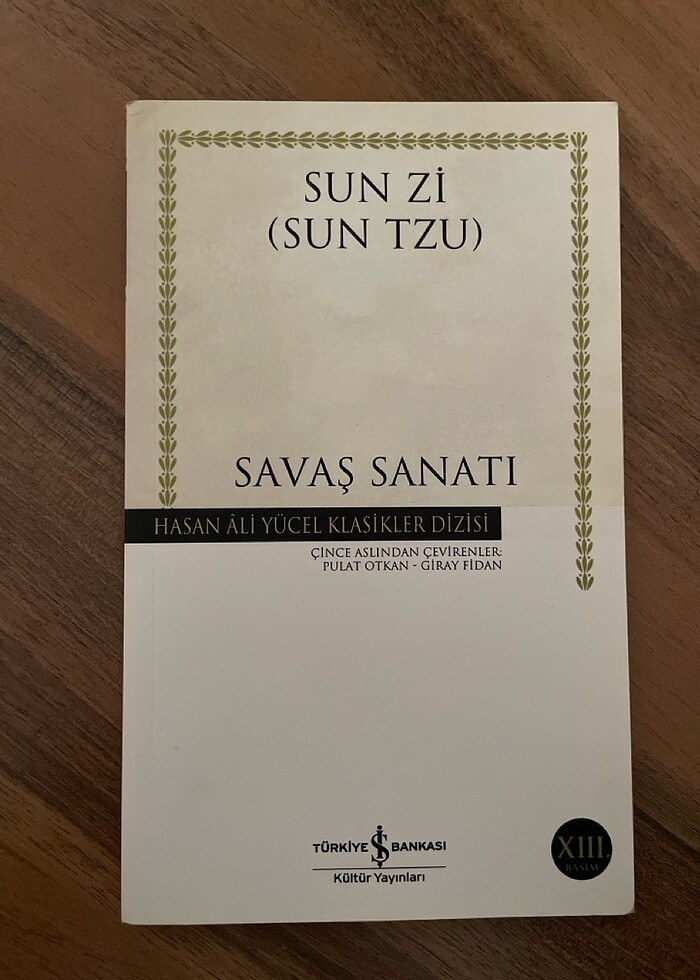 SUN Zİ
(SUN TZU)
SAVAŞ SANATI
HASAN ÂLİ YÜCEL KLASİKLER DİZİSİ
ÇİNCE ASLINDAN ÇEVİRENLER:
PULAT OTKAN - GİRAY FİDAN
TÜRKİYE İŞ BANKASI
Kültür Yayınları
XIII.
BASIM